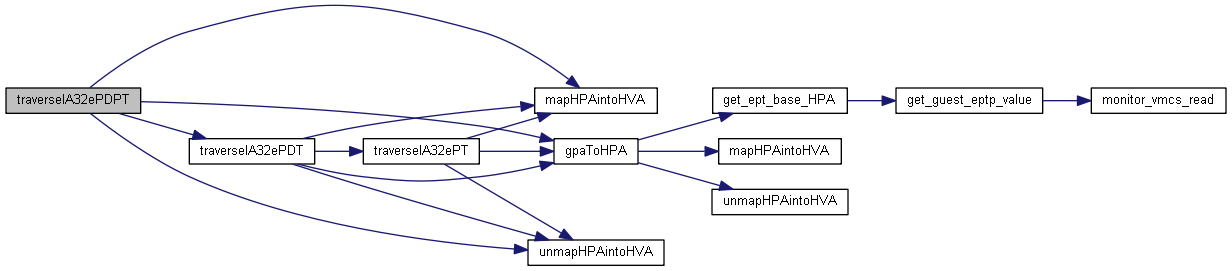 traverseIA32ePDPT
traverseIA32ePDT
traverseIA32ePT
mapHPAintoHVA
gpaToHPA
unmapHPAintoHVA
get_ept_base_HPA
mapHPAintoHVA
unmapHPAintoHVA
get_guest_eptp_value
monitor_vmcs_read